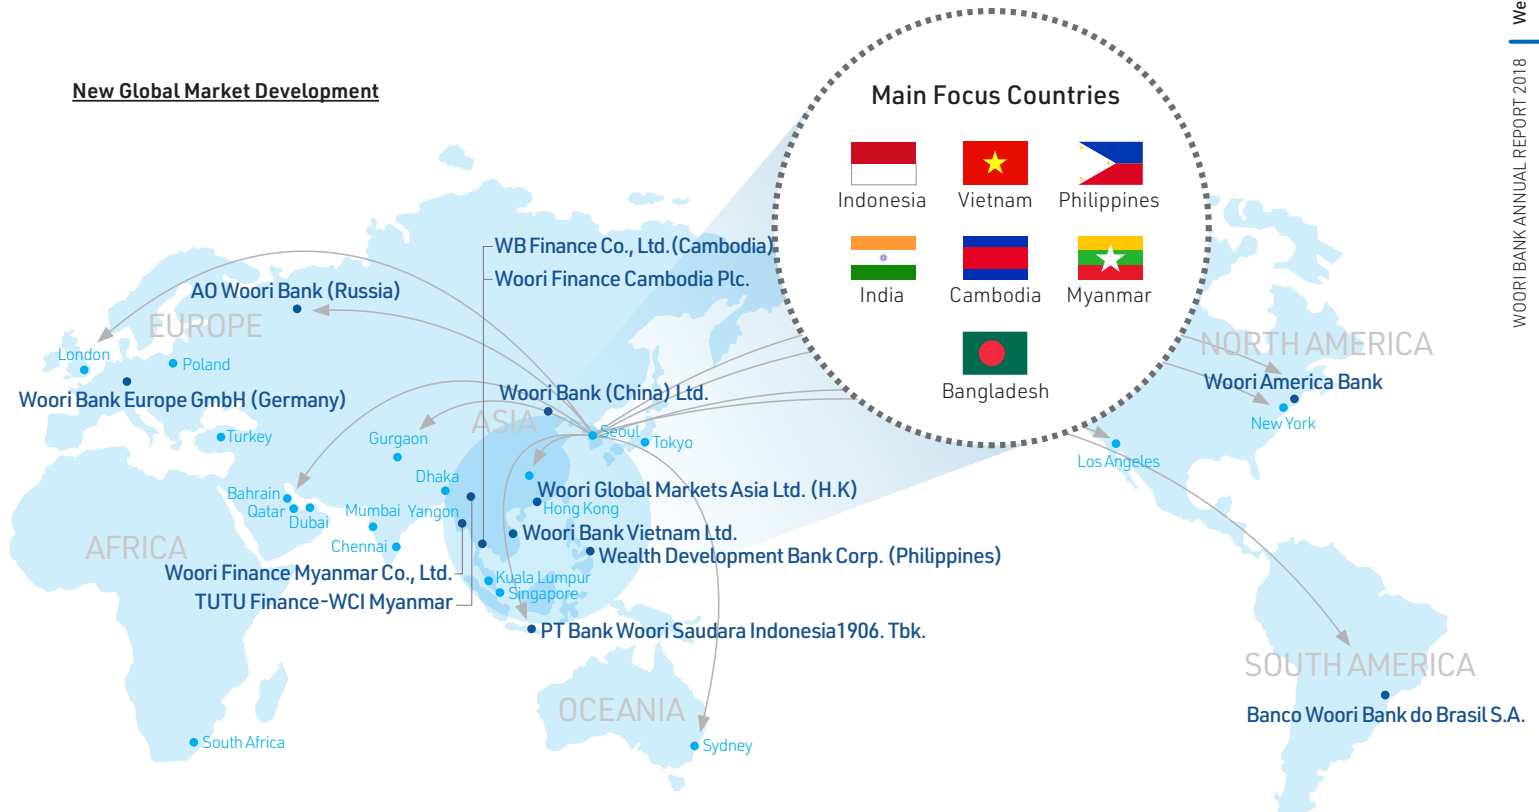 We
WOORI BANK ANNUAL REPORT 2018
New Global Market Development
Main Focus Countries
Indonesia
Vietnam
Philippines
India
Cambodia
Myanmar
Bangladesh
WB Finance Co., Ltd.(Cambodia)
Woori Finance Cambodia Plc.
AO Woori Bank (Russia)
EUROPE
London
Poland
Woori Bank Europe GmbH (Germany)
Turkey
Woori Bank (China) Ltd.
ASIA
Seoul
Tokyo
Gurgaon
Dhaka
Bahrain
Qatar
Dubai
Mumbai
Yangon
Chennai
Woori Global Markets Asia Ltd. (H.K)
Hong Kong
Woori Bank Vietnam Ltd.
Wealth Development Bank Corp. (Philippines)
AFRICA
Woori Finance Myanmar Co., Ltd.
TUTU Finance-WCI Myanmar
Kuala Lumpur
Singapore
PT Bank Woori Saudara Indonesia1906. Tbk.
OCEANIA
South Africa
Sydney
NORTH AMERICA
Woori America Bank
New York
Los Angeles
SOUTH AMERICA
Banco Woori Bank do Brasil S.A.